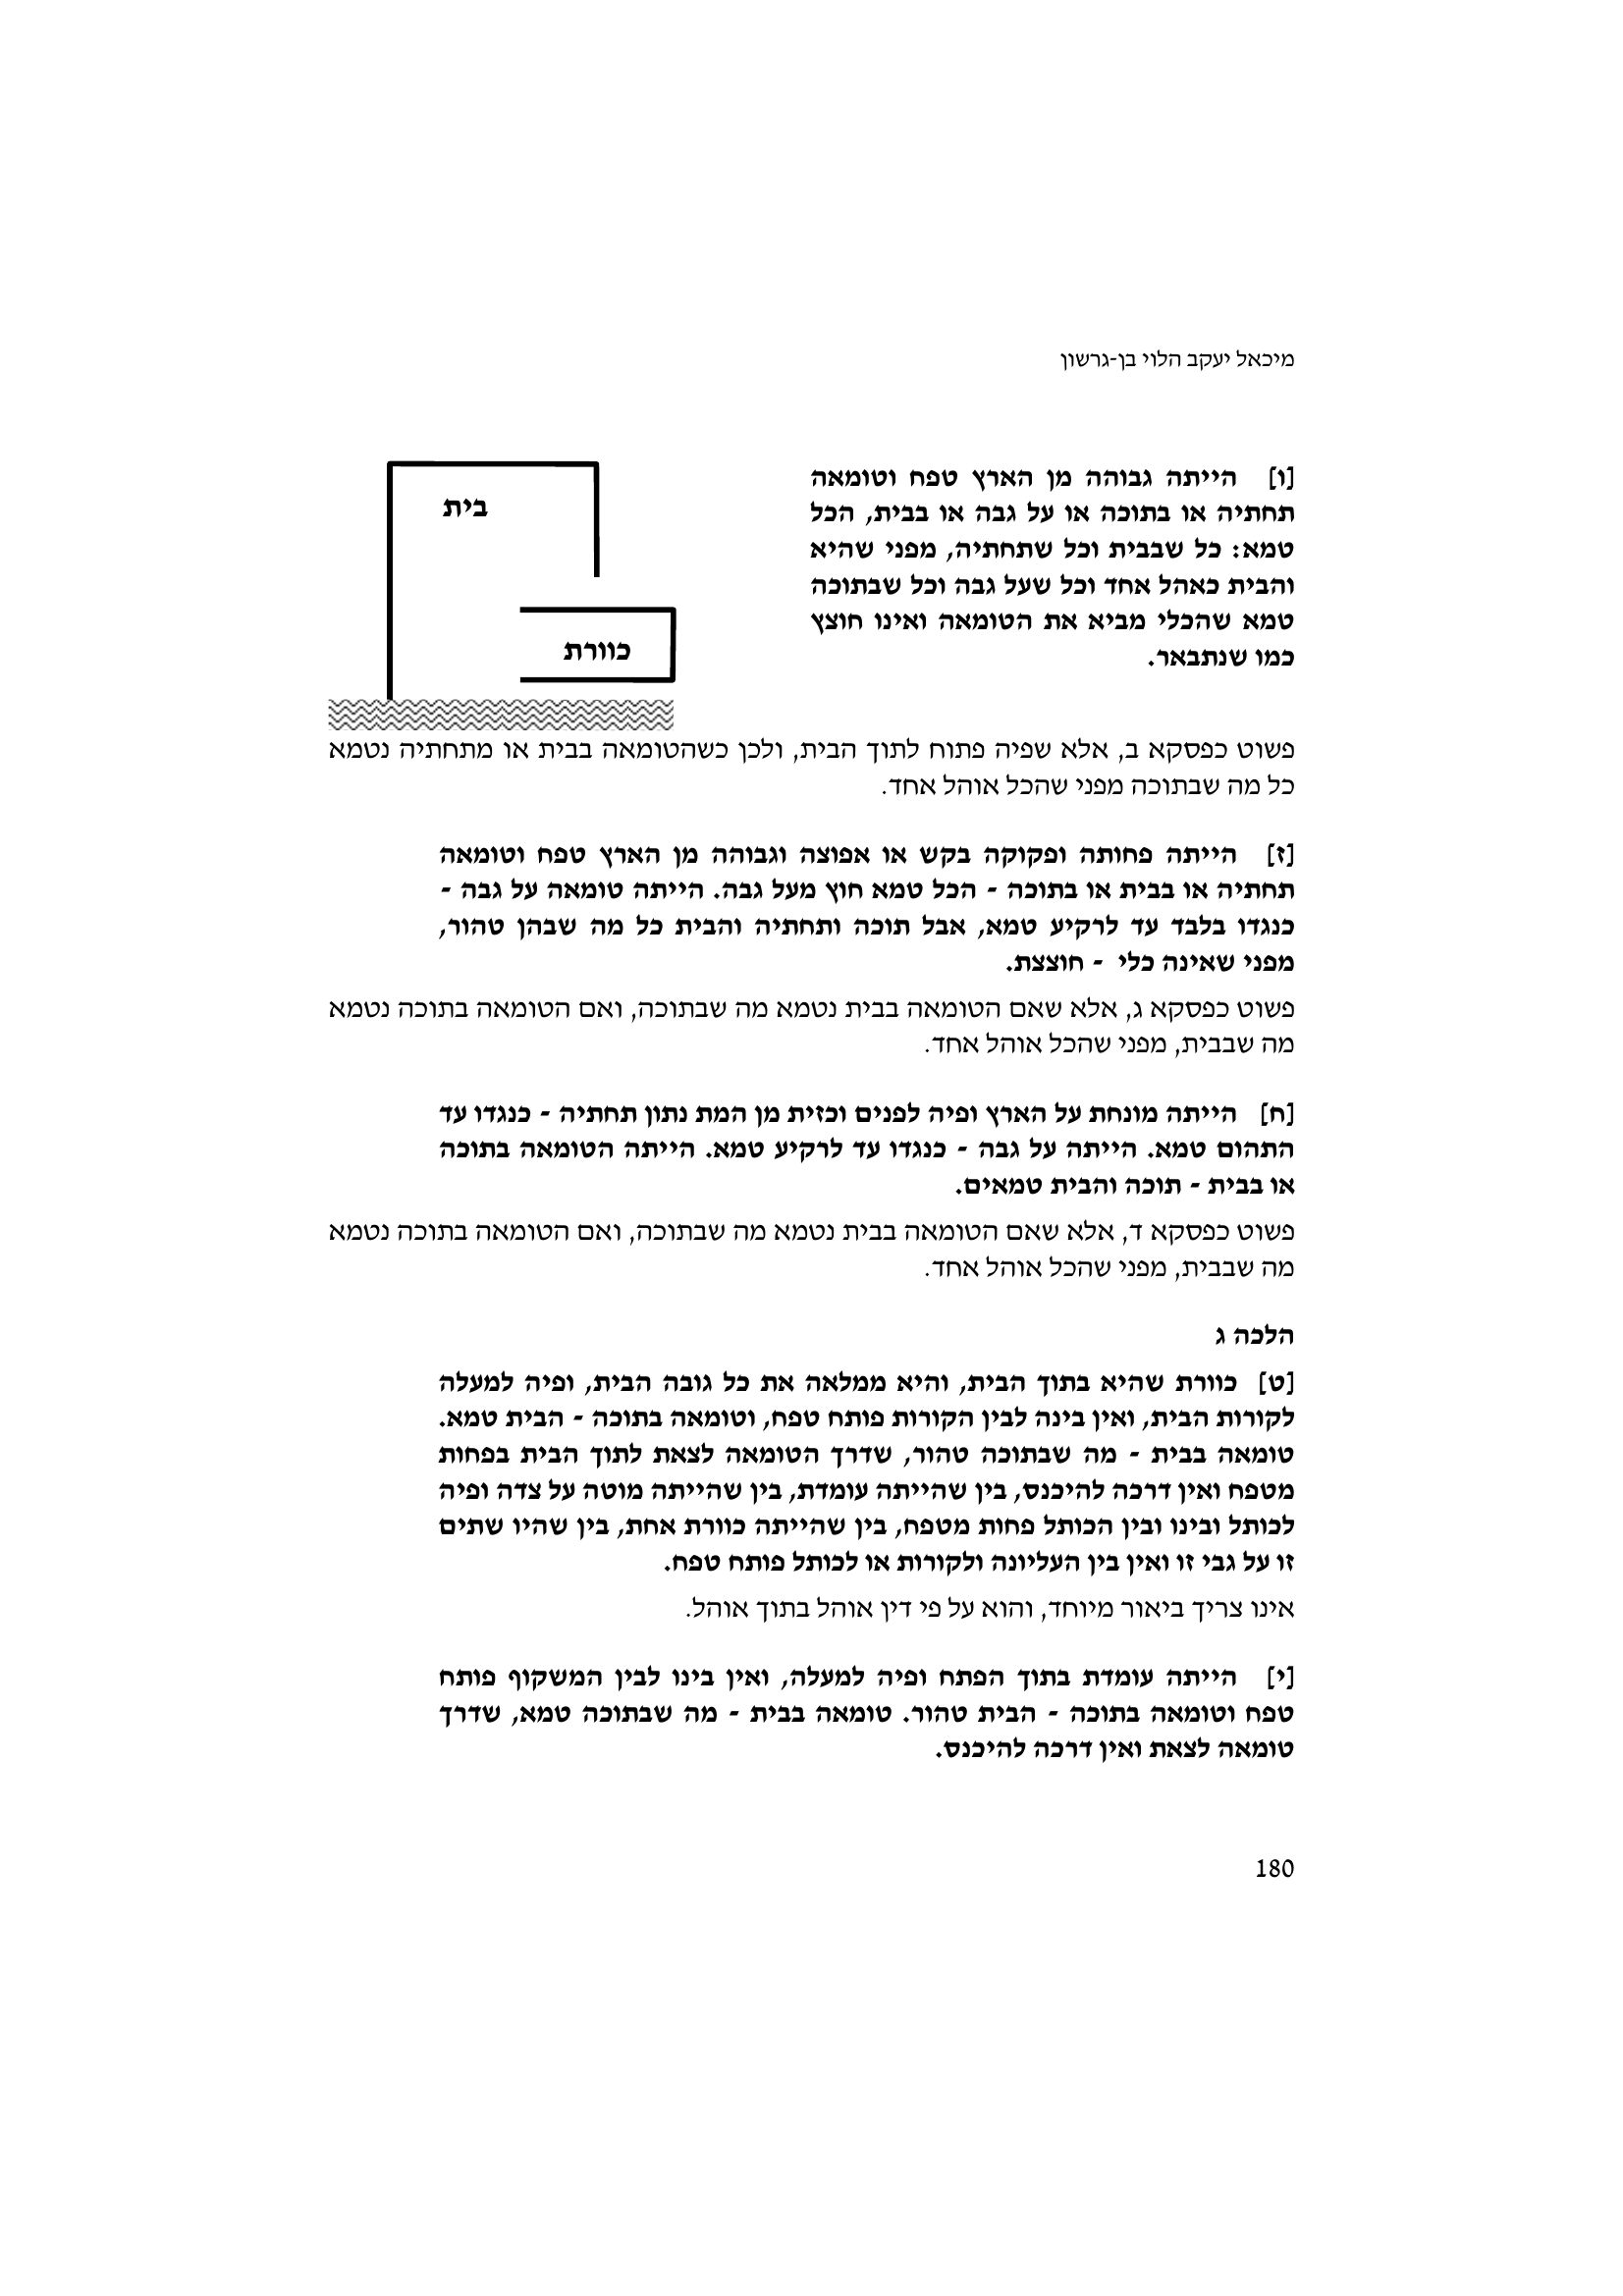 מיכאל יעקב הלוי בן-גרשון
[ו] הייתה גבוהה מן הארץ טפח וטומאה
תחתיה או בתוכה או על גבה או בבית, הכל
טמא: כל שבבית וכל שתחתיה, מפני שהיא
והבית כאהל אחד וכל שעל גבה וכל שבתוכה
טמא שהכלי מביא את הטומאה ואינו חוצץ
כמו שנתבאר.
בית
כוורת
פשוט כפסקא ב, אלא שפיה פתוח לתוך הבית, ולכן כשהטומאה בבית או מתחתיה נטמא
כל מה שבתוכה מפני שהכל אוהל אחד.
[ז] הייתה פחותה ופקוקה בקש או אפוצה וגבוהה מן הארץ טפח וטומאה
תחתיה או בבית או בתוכה - הכל טמא חוץ מעל גבה. הייתה טומאה על גבה -
כנגדו בלבד עד לרקיע טמא, אבל תוכה ותחתיה והבית כל מה שבהן טהור,
מפני שאינה כלי - חוצצת.
פשוט כפסקא ג, אלא שאם הטומאה בבית נטמא מה שבתוכה, ואם הטומאה בתוכה נטמא
מה שבבית, מפני שהכל אוהל אחד.
[ח] הייתה מונחת על הארץ ופיה לפנים וכזית מן המת נתון תחתיה - כנגדו עד
התהום טמא. הייתה על גבה - כנגדו עד לרקיע טמא. הייתה הטומאה בתוכה
או בבית - תוכה והבית טמאים.
פשוט כפסקא ד, אלא שאם הטומאה בבית נטמא מה שבתוכה, ואם הטומאה בתוכה נטמא
מה שבבית, מפני שהכל אוהל אחד.
הלכה ג
[ט] כוורת שהיא בתוך הבית, והיא ממלאה את כל גובה הבית, ופיה למעלה
לקורות הבית, ואין בינה לבין הקורות פותח טפח, וטומאה בתוכה - הבית טמא.
טומאה בבית - מה שבתוכה טהור, שדרך הטומאה לצאת לתוך הבית בפחות
מטפח ואין דרכה להיכנס, בין שהייתה עומדת, בין שהייתה מוטה על צדה ופיה
לכותל ובינו ובין הכותל פחות מטפח, בין שהייתה כוורת אחת, בין שהיו שתים
זו על גבי זו ואין בין העליונה ולקורות או לכותל פותח טפח.
אינו צריך ביאור מיוחד, והוא על פי דין אוהל בתוך אוהל.
[י] הייתה עומדת בתוך הפתח ופיה למעלה, ואין בינו לבין המשקוף פותח
טפח וטומאה בתוכה - הבית טהור. טומאה בבית - מה שבתוכה טמא, שדרך
טומאה לצאת ואין דרכה להיכנס.
180